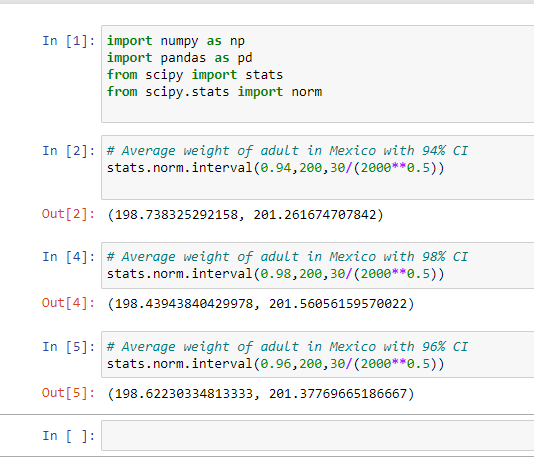 In [1]: import numpy as np
import pandas as pd
from scipy import stats
from scipy.stats import norm
In [2]: # Average weight of adult in Mexico with 94% CI
stats.norm.interval(0.94,200,30/(2000**0.5))
Out[2]: (198.738325292158, 201.261674707842)
In [4]: # Average weight of adult in Mexico with 98% CI
stats.norm.interval(0.98,200,30/(2000**0.5))
Out[4]: (198.43943840429978, 201.56056159570022)
In [5]: # Average weight of adult in Mexico with 96% CI
stats.norm.interval(0.96,200,30/(2000**0.5))
Out[5]: (198.62230334813333, 201.37769665186667)
In [ ]: